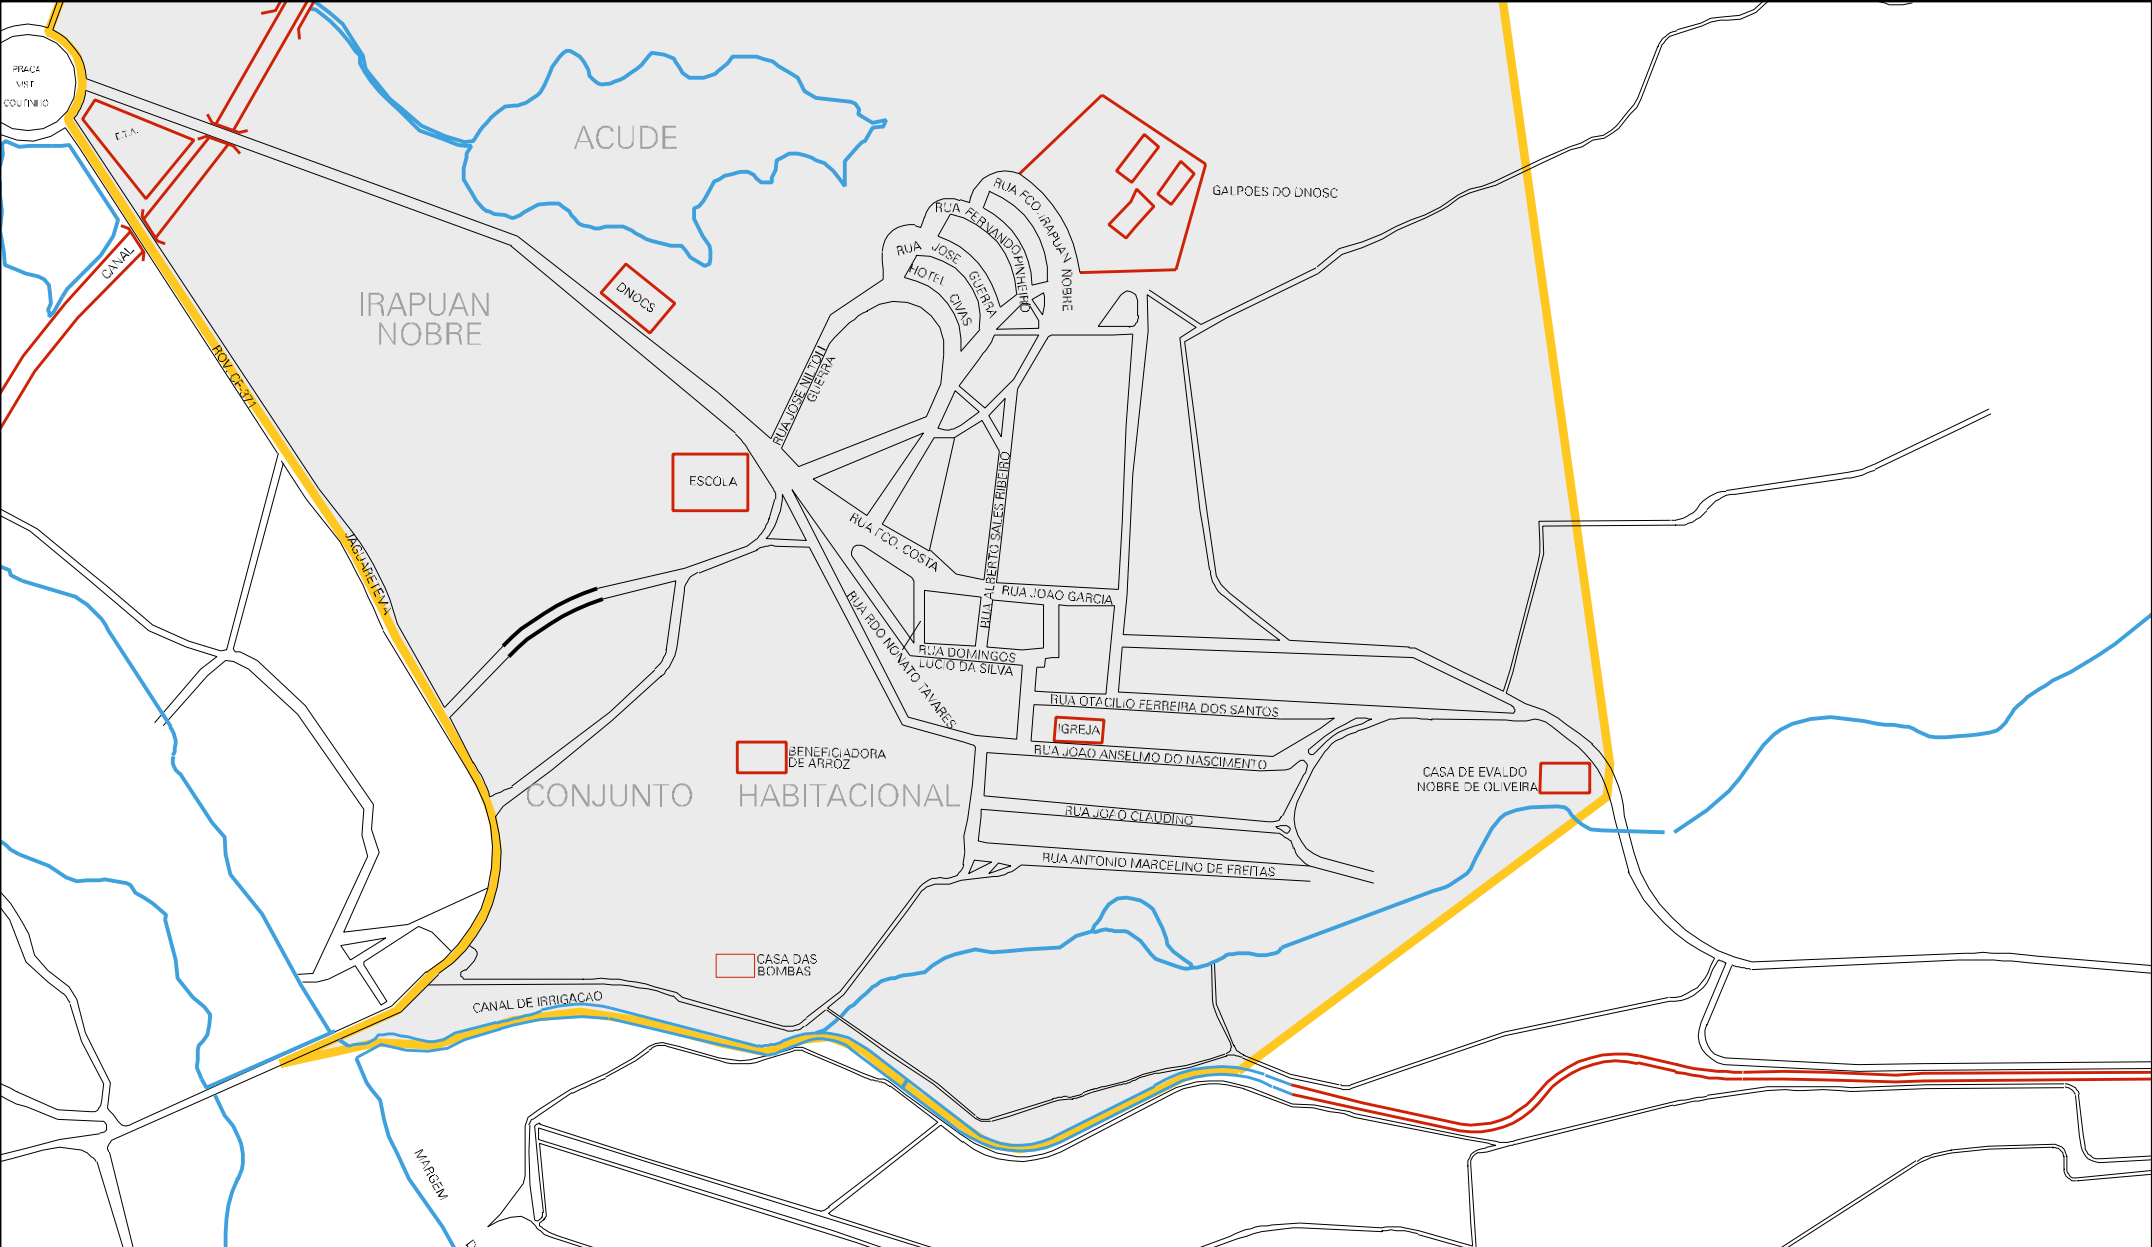 PRAÇA
MST
COUTINHO
E.T.A.
CANAL
ACUDE
IRAPUAN
NOBRE
DNOCS
GALPOES DO DNOSC
RUA FCO. IRAPUAN NOBRE
RUA FERNANDO PINHEIRO
RUA JOSE GUERRA
HOTEL CIVAS
RUA JOSE NILTOU
GUERRA
ROV. CE-371
JAGUARETEMA
ESCOLA
RUA FCO. COSTA
RUA ALBERTO SALES RIBEIRO
RUA JOAO GARCIA
RUA RDO NONATO TAVARES
RUA DOMINGOS
LUCIO DA SILVA
RUA OTACILIO FERREIRA DOS SANTOS
IGREJA
RUA JOAO ANSELMO DO NASCIMENTO
BENEFICIADORA
DE ARROZ
CONJUNTO HABITACIONAL
CASA DE EVALDO
NOBRE DE OLIVEIRA
RUA JOAO CLAUDINO
RUA ANTONIO MARCELINO DE FREITAS
CASA DAS
BOMBAS
CANAL DE IRRIGACAO
MARGEM